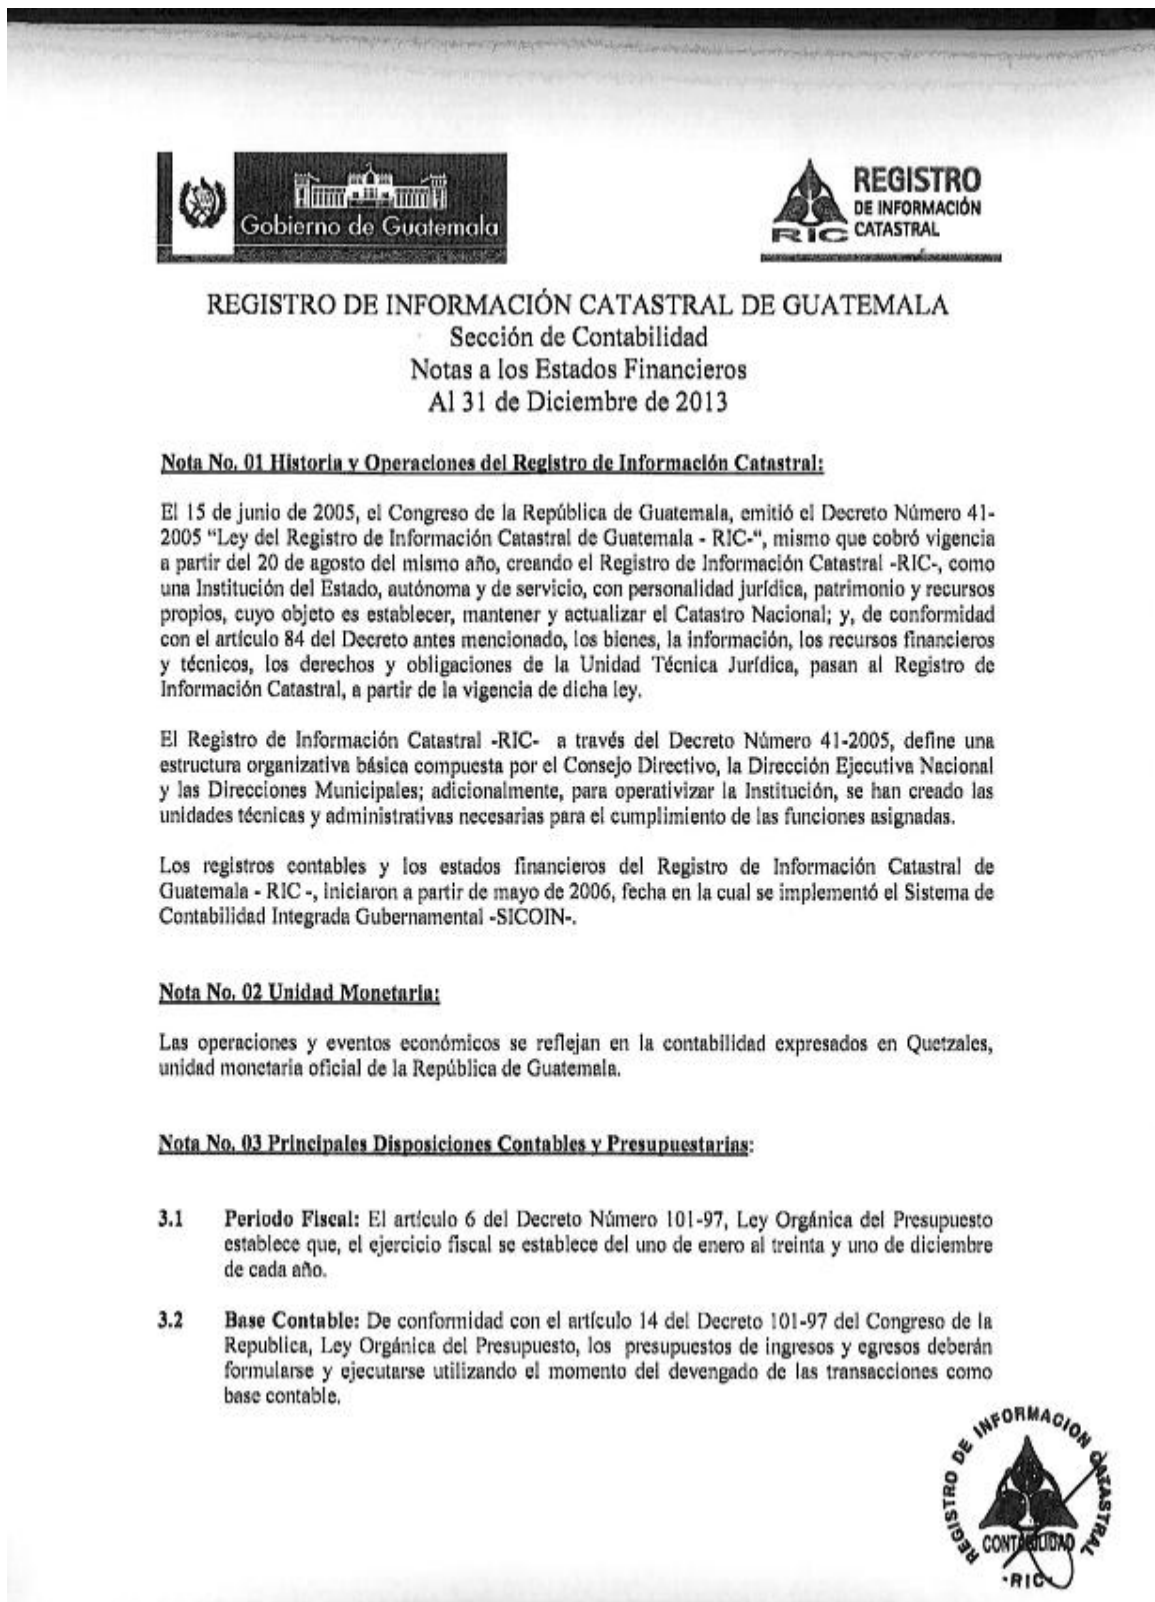 Gobierno de Guatemala
REGISTRO
DE INFORMACIÓN
CATASTRAL
RIC
REGISTRO DE INFORMACIÓN CATASTRAL DE GUATEMALA
Sección de Contabilidad
Notas a los Estados Financieros
Al 31 de Diciembre de 2013
Nota No. 01 Historia y Operaciones del Registro de Información Catastral:
El 15 de junio de 2005, el Congreso de la República de Guatemala, emitió el Decreto Número 41-
2005 “Ley del Registro de Información Catastral de Guatemala - RIC-“, mismo que cobró vigencia
a partir del 20 de agosto del mismo año, creando el Registro de Información Catastral -RIC-, como
una Institución del Estado, autónoma y de servicio, con personalidad jurídica, patrimonio y recursos
propios, cuyo objeto es establecer, mantener y actualizar el Catastro Nacional; y, de conformidad
con el artículo 84 del Decreto antes mencionado, los bienes, la información, los recursos financieros
y técnicos, los derechos y obligaciones de la Unidad Técnica Jurídica, pasan al Registro de
Información Catastral, a partir de la vigencia de dicha ley.
El Registro de Información Catastral -RIC- a través del Decreto Número 41-2005, define una
estructura organizativa básica compuesta por el Consejo Directivo, la Dirección Ejecutiva Nacional
y las Direcciones Municipales; adicionalmente, para operativizar la Institución, se han creado las
unidades técnicas y administrativas necesarias para el cumplimiento de las funciones asignadas.
Los registros contables y los estados financieros del Registro de Información Catastral de
Guatemala - RIC -, iniciaron a partir de mayo de 2006, fecha en la cual se implementó el Sistema de
Contabilidad Integrada Gubernamental -SICOIN-.
Nota No. 02 Unidad Monetaria:
Las operaciones y eventos económicos se reflejan en la contabilidad expresados en Quetzales,
unidad monetaria oficial de la República de Guatemala.
Nota No. 03 Principales Disposiciones Contables y Presupuestarias:
3.1 Periodo Fiscal: El artículo 6 del Decreto Número 101-97, Ley Orgánica del Presupuesto
establece que, el ejercicio fiscal se establece del uno de enero al treinta y uno de diciembre
de cada año.
3.2 Base Contable: De conformidad con el artículo 14 del Decreto 101-97 del Congreso de la
Republica, Ley Orgánica del Presupuesto, los presupuestos de ingresos y egresos deberán
formularse y ejecutarse utilizando el momento del devengado de las transacciones como
base contable.
REGISTRO DE INFORMACION CATASTRAL
CONTABILIDAD
-RIC-